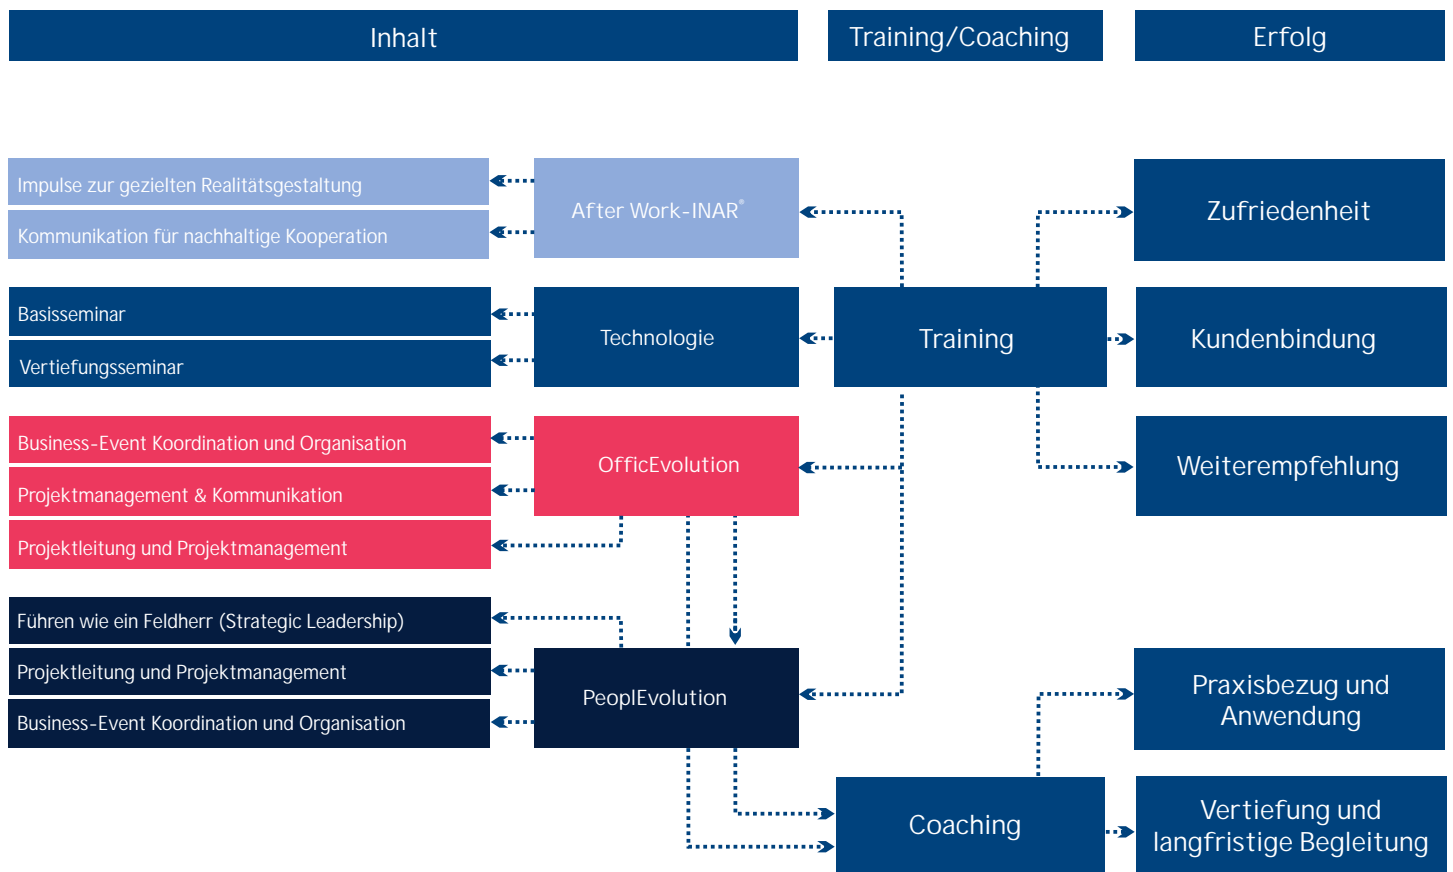 Inhalt
Training/Coaching
Erfolg
Impulse zur gezielten Realitätsgestaltung
Kommunikation für nachhaltige Kooperation
After Work-INAR®
Zufriedenheit
Basisseminar
Vertiefungsseminar
Technologie
Training
Kundenbindung
Business-Event Koordination und Organisation
Projektmanagement & Kommunikation
Projektleitung und Projektmanagement
OfficEvolution
Weiterempfehlung
Führen wie ein Feldherr (Strategic Leadership)
Projektleitung und Projektmanagement
Business-Event Koordination und Organisation
PeoplEvolution
Praxisbezug und
Anwendung
Coaching
Vertiefung und
langfristige Begleitung